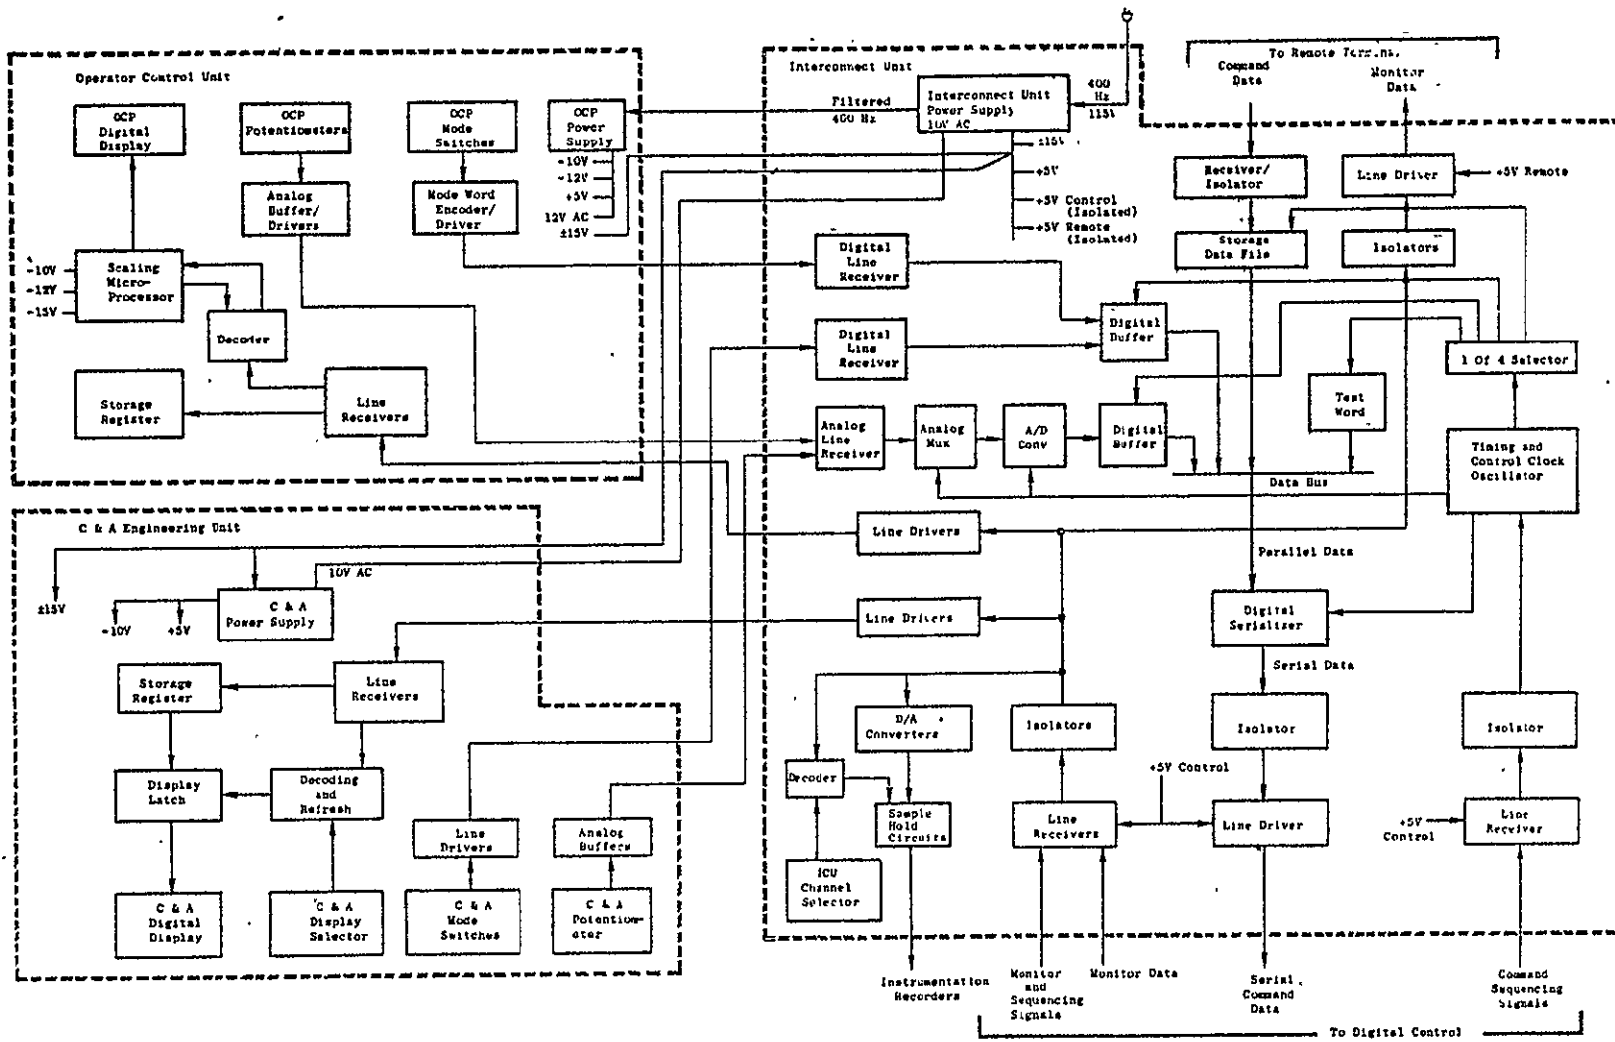 Operator Control Unit
OCP
Digital
Display
OCP
Potentiometers
OCP
Mode
Switches
OCP
Power
Supply
Filtered
400 Hz
~10V
~12V
+5V
12V AC
±15V
Analog
Buffer/
Drivers
Mode Word
Encoder/
Driver
~10V
~12V
~15V
Scaling
Micro-
Processor
Decoder
Storage
Register
Line
Receivers
Interconnect Unit
Interconnect Unit
Power Supply
10V AC
400
Hz
115V
±15V
+5V
+5V Control
(Isolated)
+5V Remote
(Isolated)
To Remote
Command
Data
Monitor
Data
Receiver/
Isolator
Line Driver
+5V Remote
Storage
Data File
Isolators
Digital
Line
Receiver
Digital
Line
Receiver
Digital
Buffer
1 Of 4 Selector
Test
Word
Analog
Line
Receiver
Analog
Mux
A/D
Conv
Digital
Buffer
Data Bus
Timing and
Control Clock
Oscillator
Line Drivers
Parallel Data
Line Drivers
Digital
Serializer
Serial Data
D/A
Converters
Isolators
Isolator
Isolator
Decoder
Sample
Hold
Circuits
ICU
Channel
Selector
+5V Control
Line
Receivers
Line Driver
+5V
Control
Line
Receiver
C & A Engineering Unit
±15V
10V AC
~10V
+5V
C & A
Power Supply
Storage
Register
Line
Receivers
Display
Latch
Decoding
and
Refresh
Line
Drivers
Analog
Buffers
C & A
Digital
Display
C & A
Display
Selector
C & A
Mode
Switches
C & A
Potentiom-
eter
Instrumentation
Recorders
Monitor
and
Sequencing
Signals
Monitor Data
Serial
Command
Data
Command
Sequencing
Signals
To Digital Control